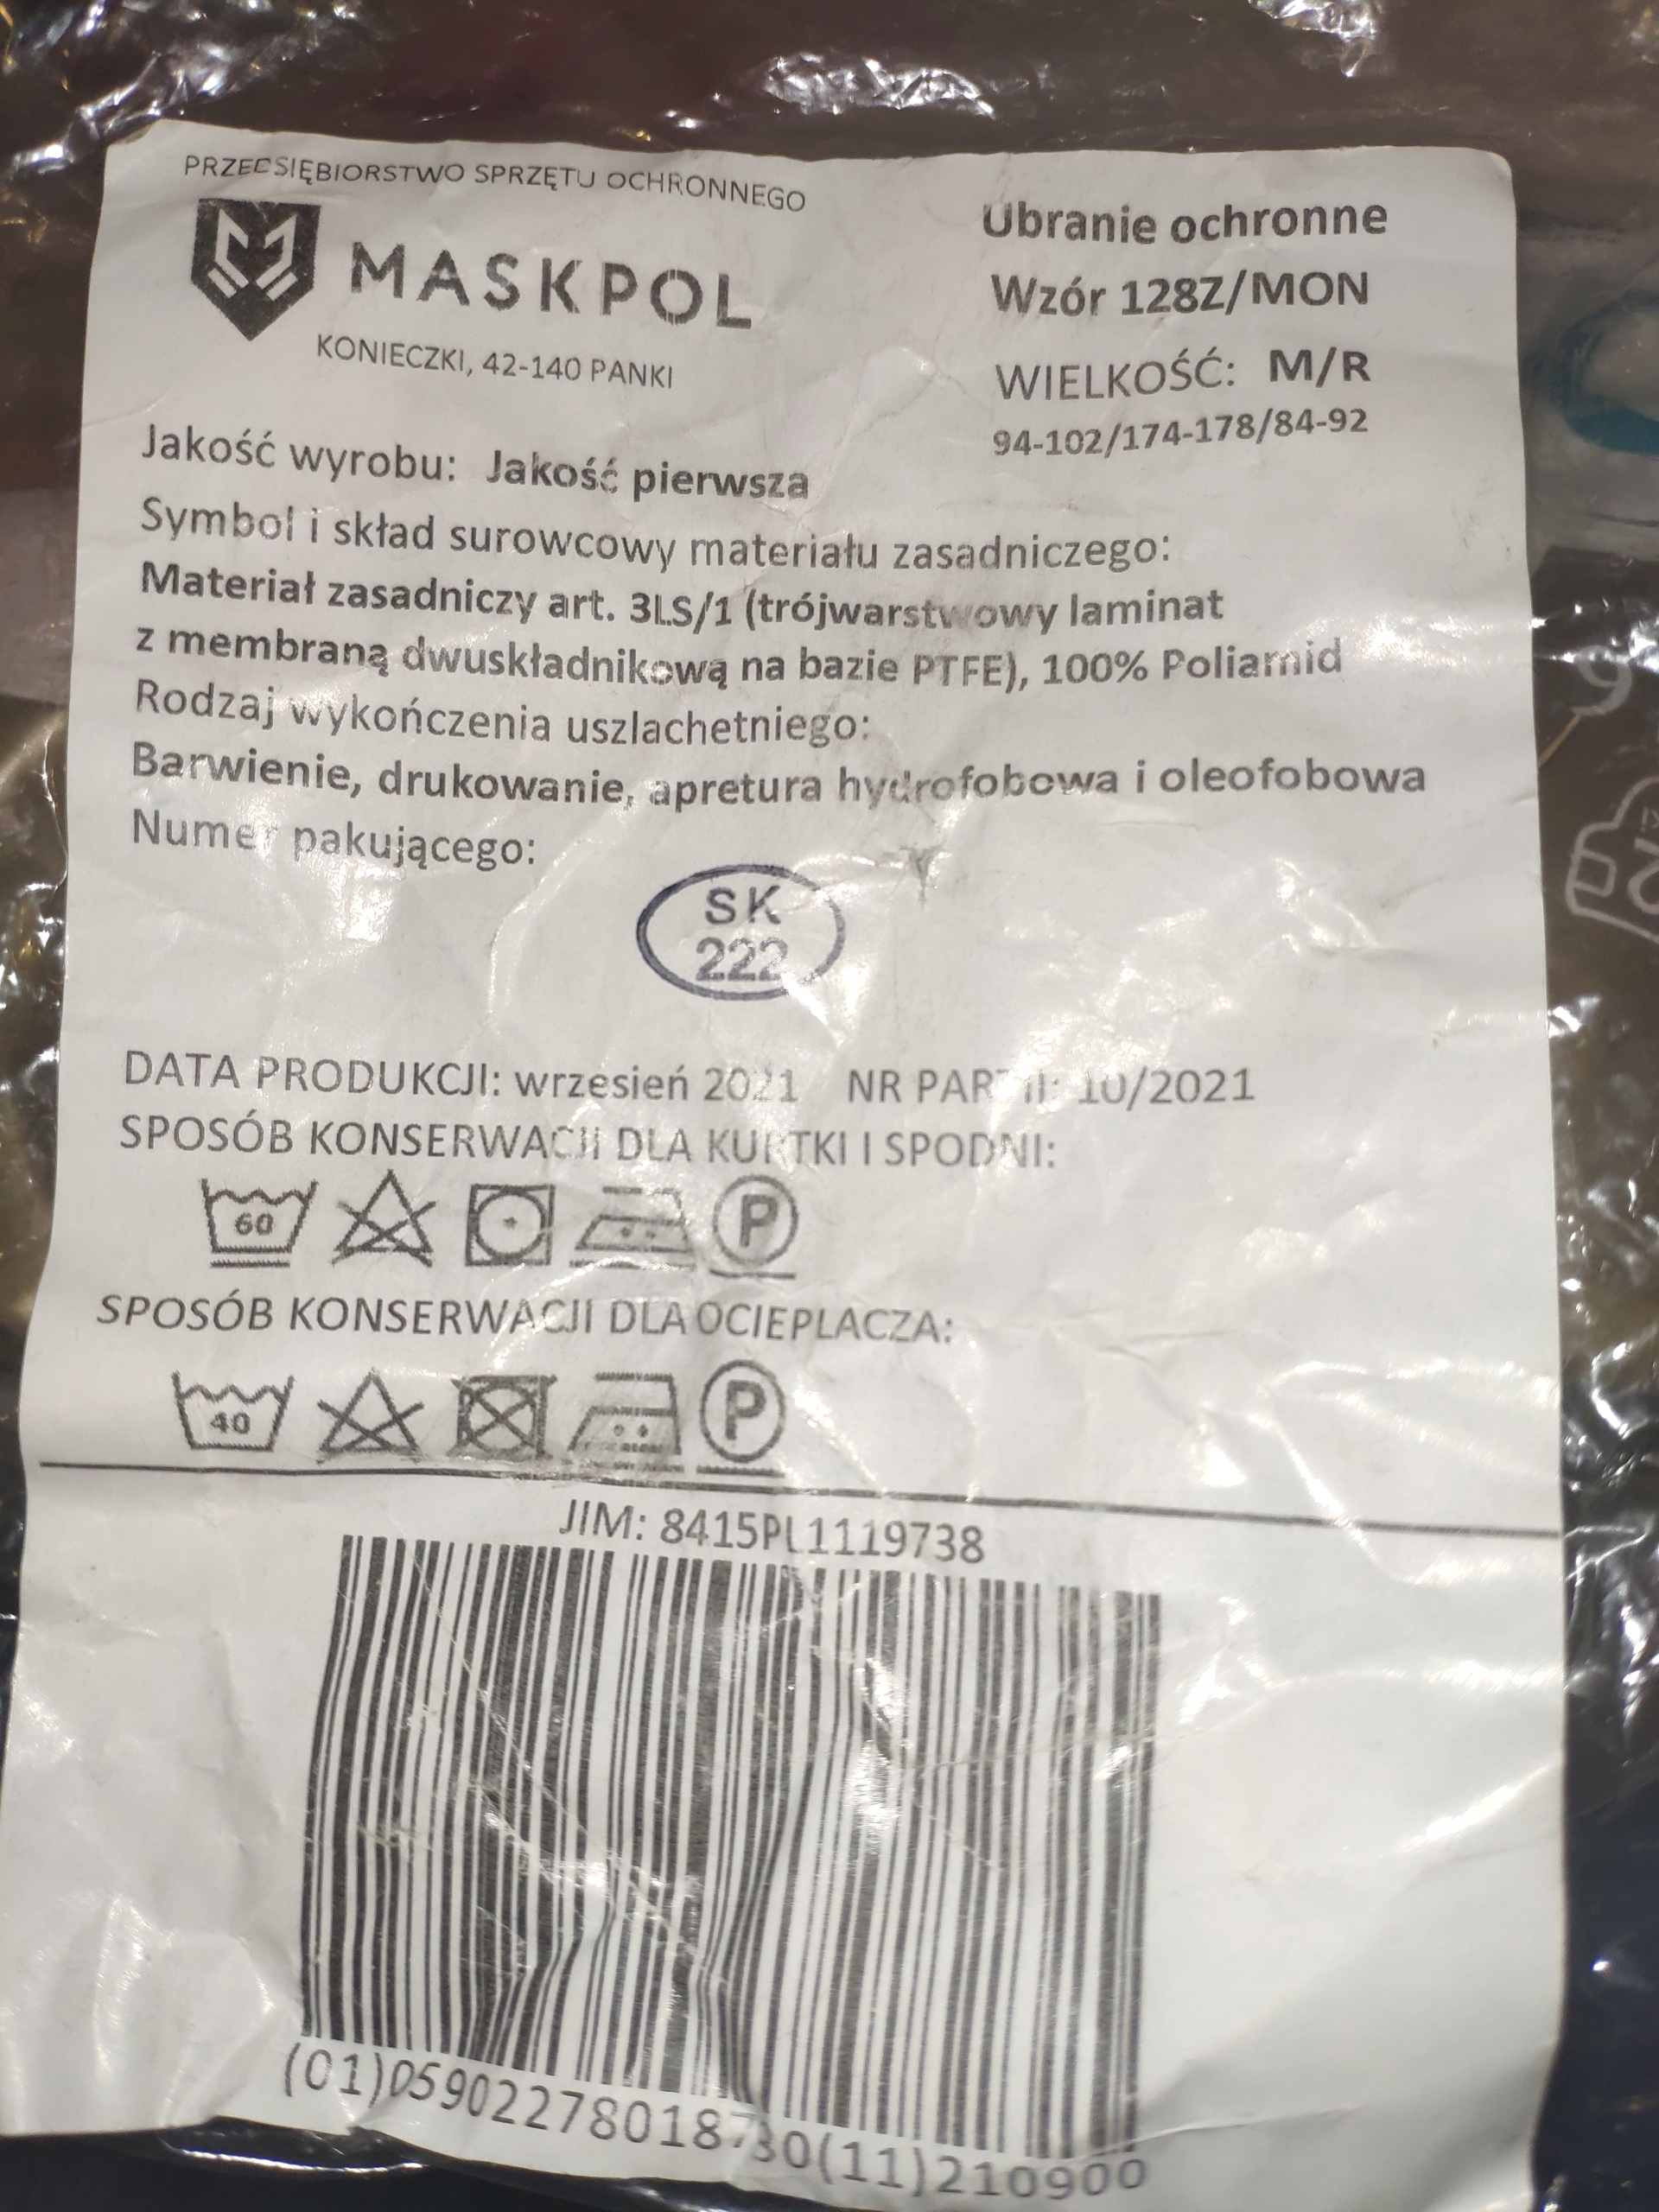 PRZEDSIĘBIORSTWO SPRZĘTU OCHRONNEGO
MASKPOL
KONIECZKI, 42-140 PANKI
Ubranie ochronne
Wzór 128Z/MON
WIELKOŚĆ: M/R
94-102/174-178/84-92
Jakość wyrobu: Jakość pierwsza
Symbol i skład surowcowy materiału zasadniczego:
Materiał zasadniczy art. 3LS/1 (trójwarstwowy laminat
z membraną dwuskładnikową na bazie PTFE), 100% Poliamid
Rodzaj wykończenia uszlachetniego:
Barwienie, drukowanie, apretura hydrofobowa i oleofobowa
Numer pakującego:
SK
222
DATA PRODUKCJI: wrzesień 2021 NR PARTII: 10/2021
SPOSÓB KONSERWACJI DLA KURTKI I SPODNI:
60
P
SPOSÓB KONSERWACJI DLA OCIEPLACZA:
40
P
JIM: 8415PL1119738
(01)05902278018730(11)210900